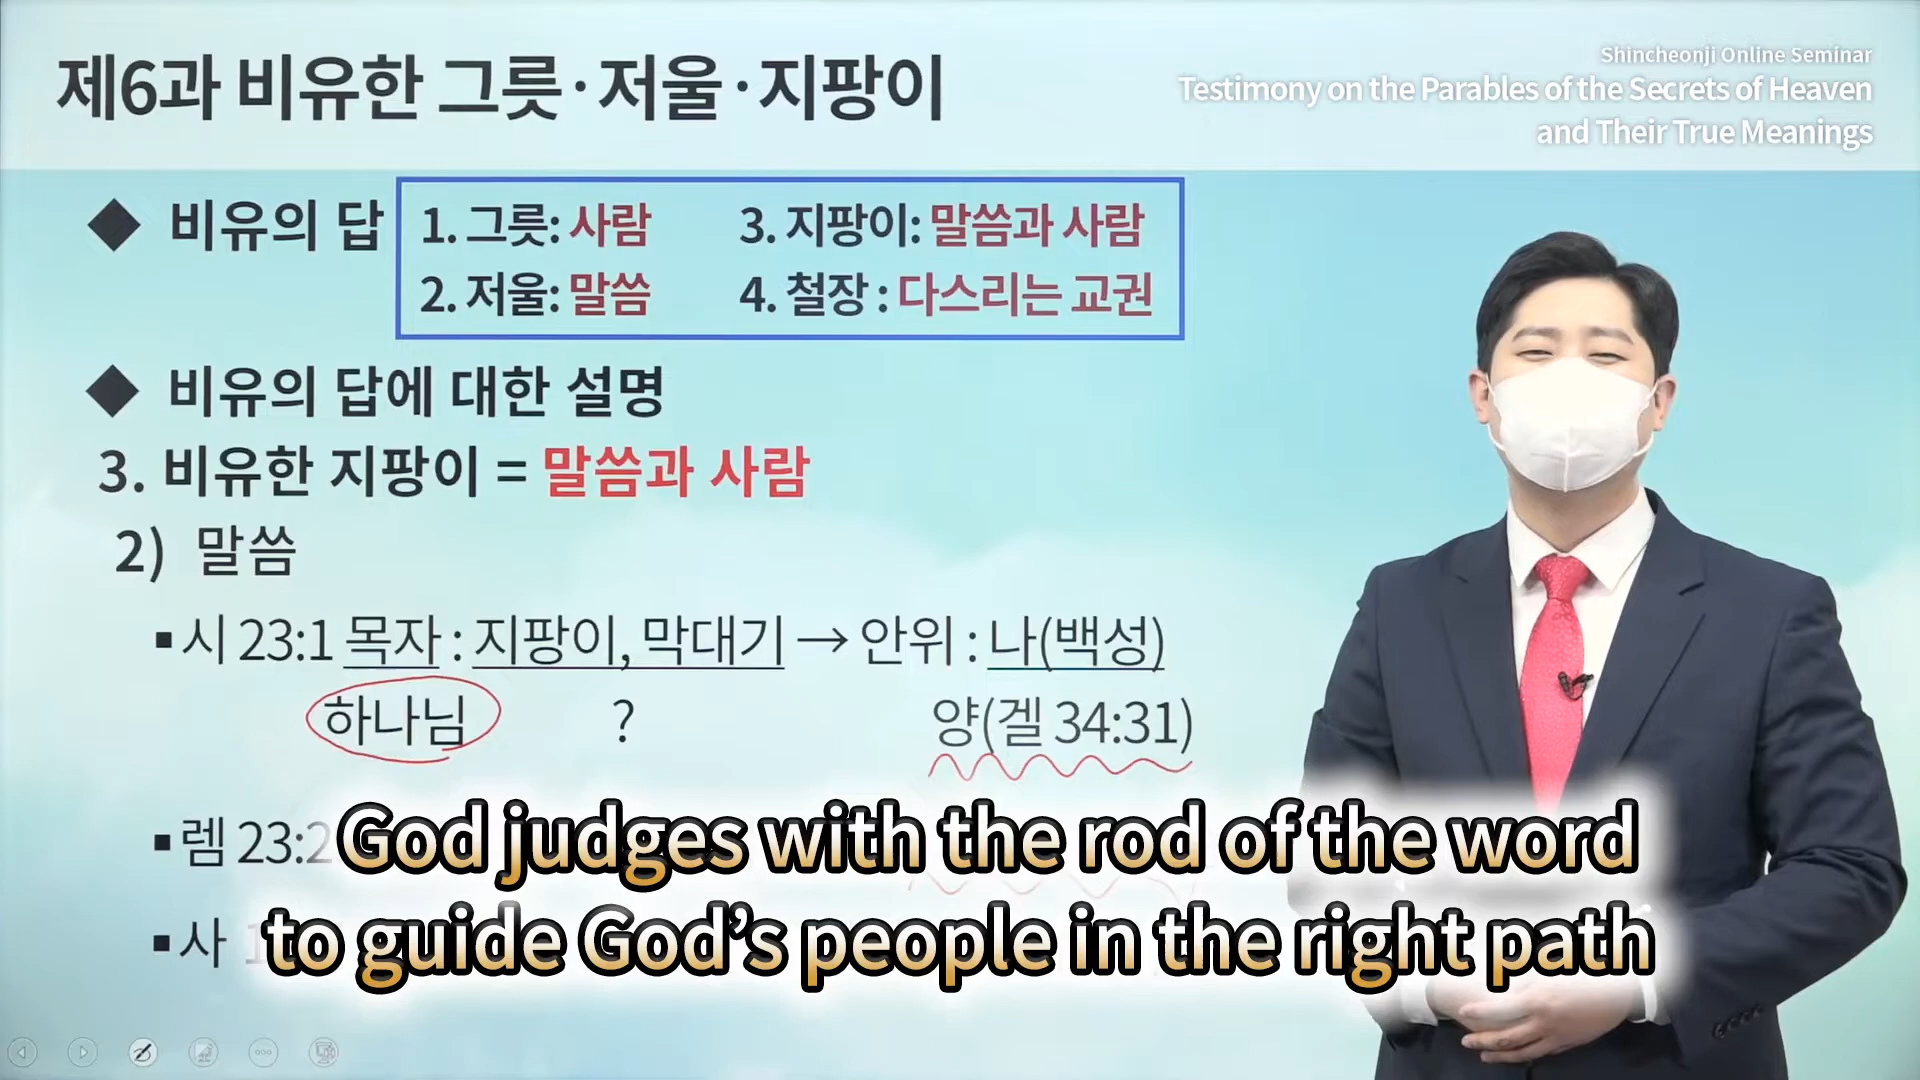 제6과 비유한 그릇·저울·지팡이
Shincheonji Online Seminar
Testimony on the Parables of the Secrets of Heaven
and Their True Meanings
◆ 비유의 답
1. 그릇: 사람 3. 지팡이: 말씀과 사람
2. 저울: 말씀 4. 철장 : 다스리는 교권
◆ 비유의 답에 대한 설명
3. 비유한 지팡이 = 말씀과 사람
2) 말씀
▪시 23:1 목자 : 지팡이, 막대기 → 안위 : 나(백성)
하나님 ? 양(겔 34:31)
▪렘 23:2
▪사 1
God judges with the rod of the word
to guide God's people in the right path